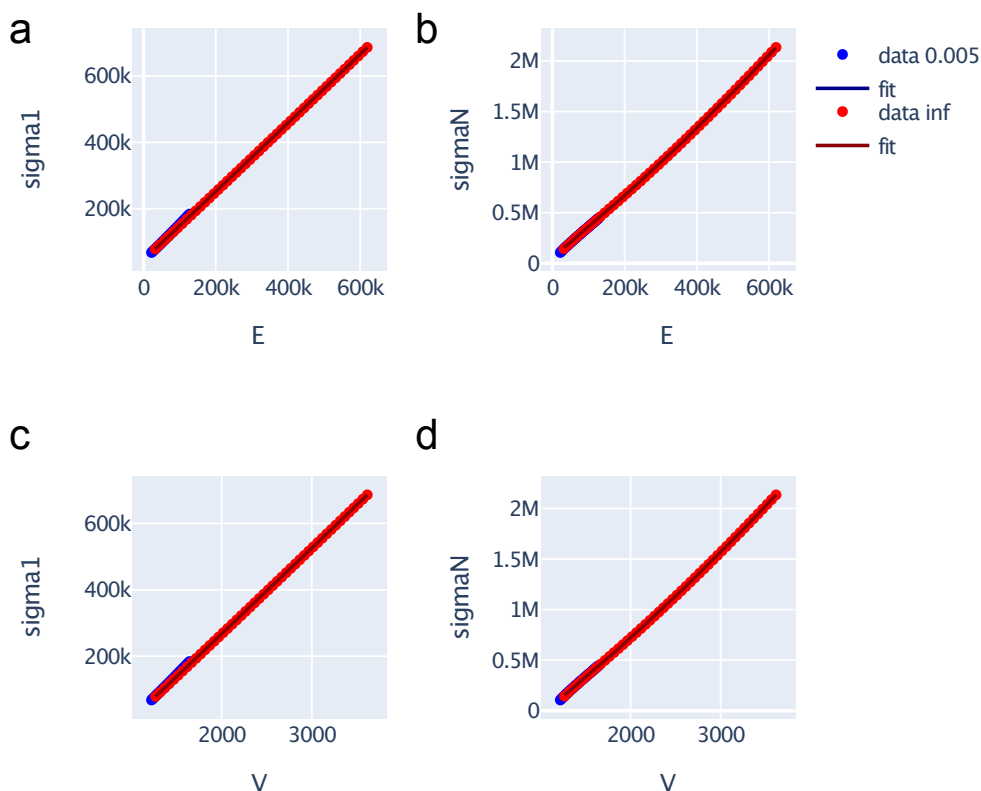 a
600k
400k
200k
sigma1
0 200k 400k 600k
E
b
2M
1.5M
1M
0.5M
0
sigmaN
0 200k 400k 600k
E
data 0.005
fit
data inf
fit
c
600k
400k
200k
sigma1
2000 3000
V
d
2M
1.5M
1M
0.5M
0
sigmaN
2000 3000
V